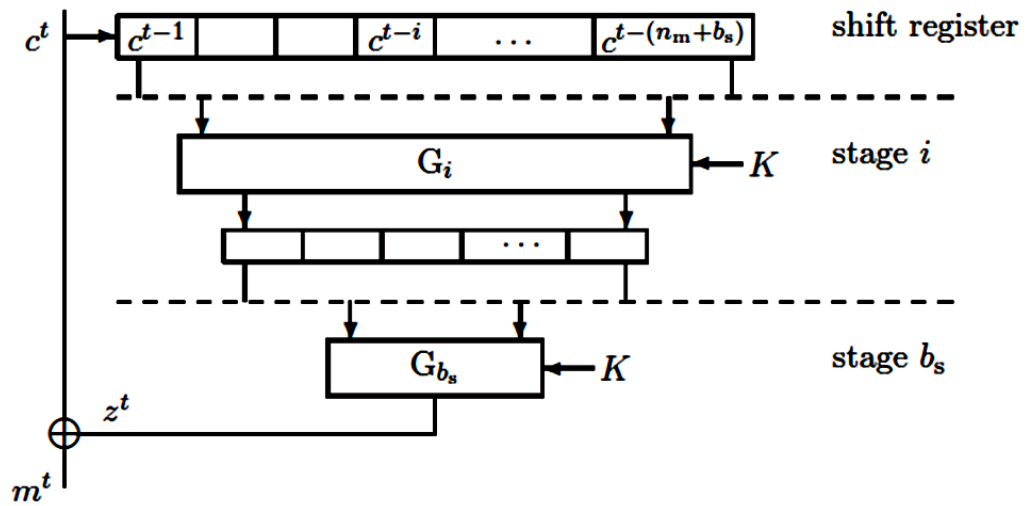 c^t c^{t-1} c^{t-i} ... c^{t-(n_m+b_s)} shift register
G_i K stage i
...
G_{b_s} K stage b_s
z^t
m^t